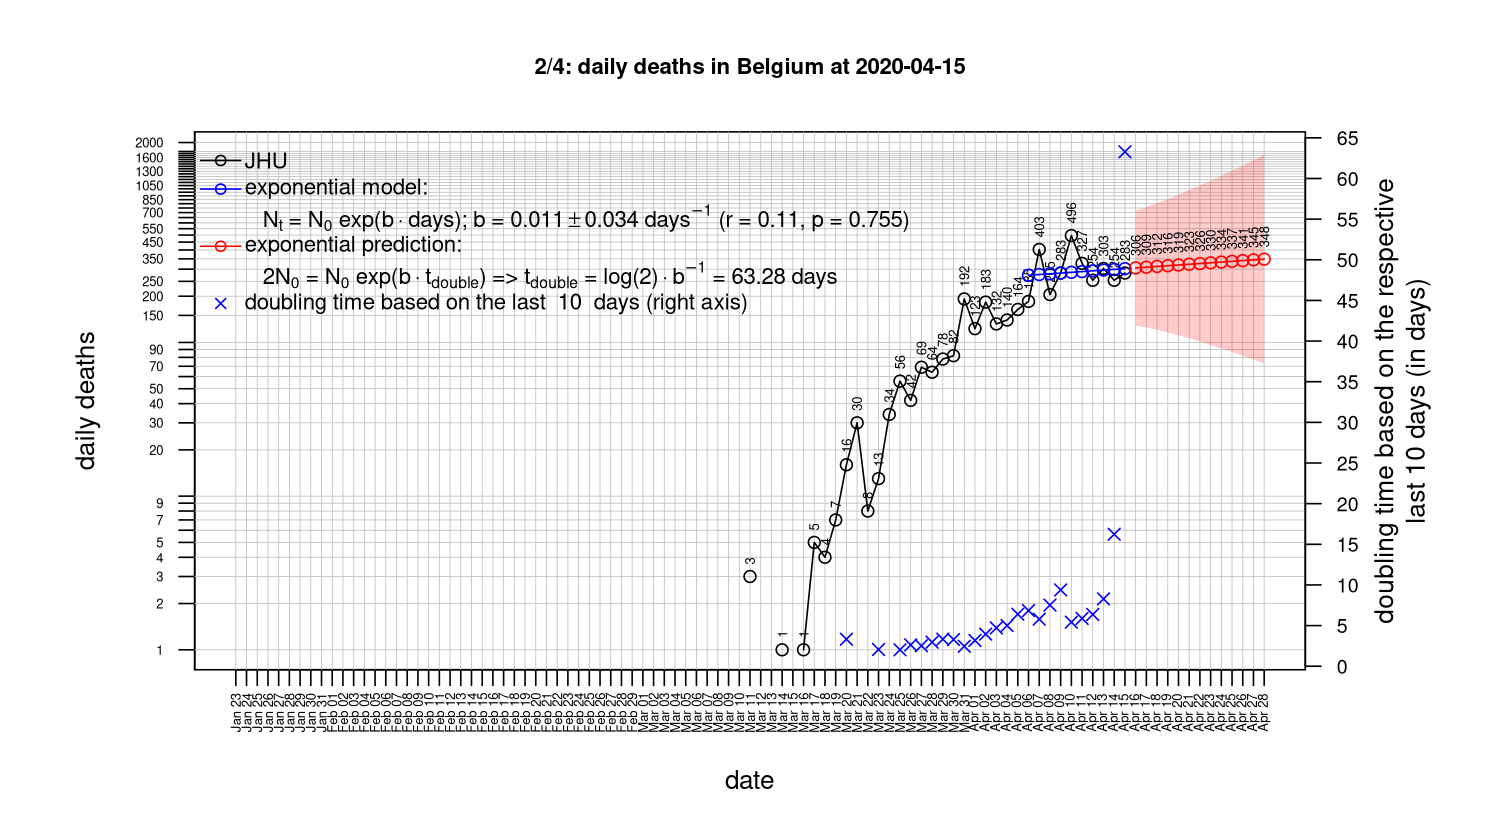 2/4: daily deaths in Belgium at 2020-04-15
JHU
exponential model:
Nt = N0 exp(b · days); b = 0.011 ± 0.034 days−1 (r = 0.11, p = 0.755)
exponential prediction:
2N0 = N0 exp(b · tdouble) => tdouble = log(2) · b−1 = 63.28 days
doubling time based on the last 10 days (right axis)
daily deaths
2000
1600
1300
1050
850
700
550
450
350
250
200
150
90
70
50
40
30
20
9
7
5
4
3
2
1
3
1
1
5
4
7
16
30
8
13
34
56
42
69
64
78
82
192
123
183
132
140
164
403
283
496
327
254
303
254
283
306
309
312
316
319
323
326
330
334
337
341
345
348
65
60
55
50
45
40
35
30
25
20
15
10
5
0
doubling time based on the respective
last 10 days (in days)
Jan 23
Jan 24
Jan 25
Jan 26
Jan 27
Jan 28
Jan 29
Jan 30
Jan 31
Feb 01
Feb 02
Feb 03
Feb 04
Feb 05
Feb 06
Feb 07
Feb 08
Feb 09
Feb 10
Feb 11
Feb 12
Feb 13
Feb 14
Feb 15
Feb 16
Feb 17
Feb 18
Feb 19
Feb 20
Feb 21
Feb 22
Feb 23
Feb 24
Feb 25
Feb 26
Feb 27
Feb 28
Feb 29
Mar 01
Mar 02
Mar 03
Mar 04
Mar 05
Mar 06
Mar 07
Mar 08
Mar 09
Mar 10
Mar 11
Mar 12
Mar 13
Mar 14
Mar 15
Mar 16
Mar 17
Mar 18
Mar 19
Mar 20
Mar 21
Mar 22
Mar 23
Mar 24
Mar 25
Mar 26
Mar 27
Mar 28
Mar 29
Mar 30
Mar 31
Apr 01
Apr 02
Apr 03
Apr 04
Apr 05
Apr 06
Apr 07
Apr 08
Apr 09
Apr 10
Apr 11
Apr 12
Apr 13
Apr 14
Apr 15
Apr 16
Apr 17
Apr 18
Apr 19
Apr 20
Apr 21
Apr 22
Apr 23
Apr 24
Apr 25
Apr 26
Apr 27
Apr 28
date